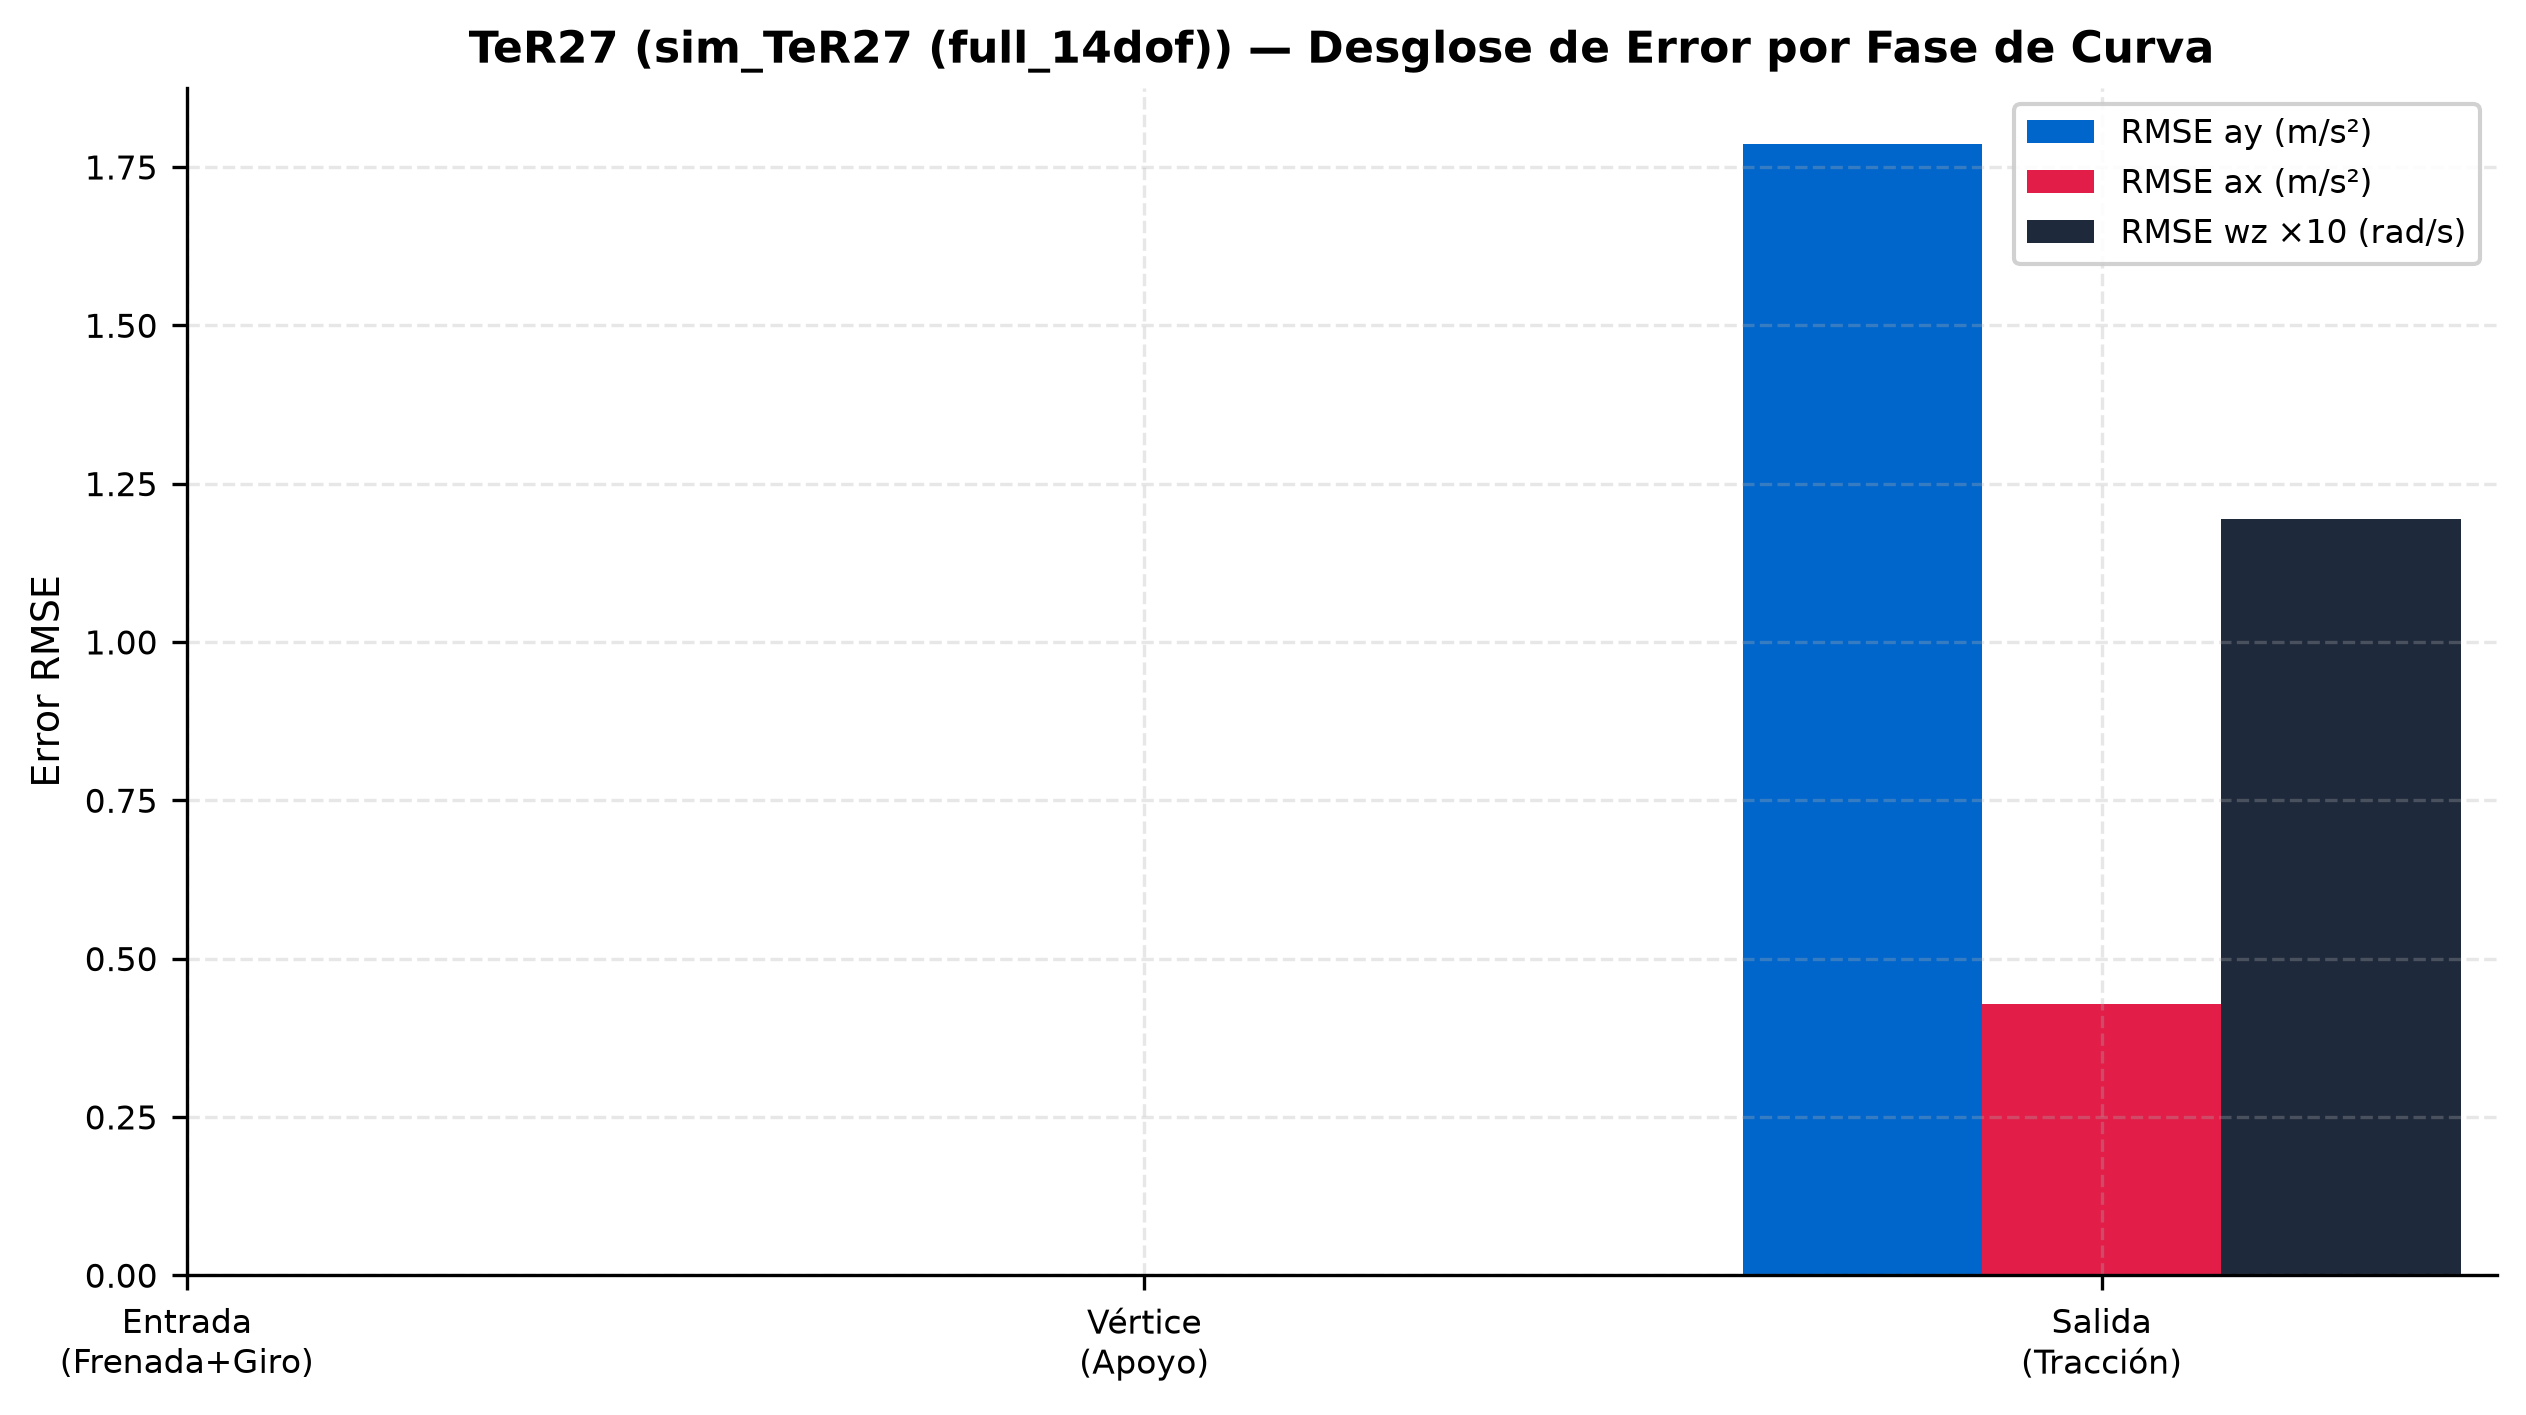 TeR27 (sim_TeR27 (full_14dof)) — Desglose de Error por Fase de Curva
RMSE ay (m/s²)
RMSE ax (m/s²)
RMSE wz ×10 (rad/s)
Error RMSE
1.75
1.50
1.25
1.00
0.75
0.50
0.25
0.00
Entrada
(Frenada+Giro)
Vértice
(Apoyo)
Salida
(Tracción)